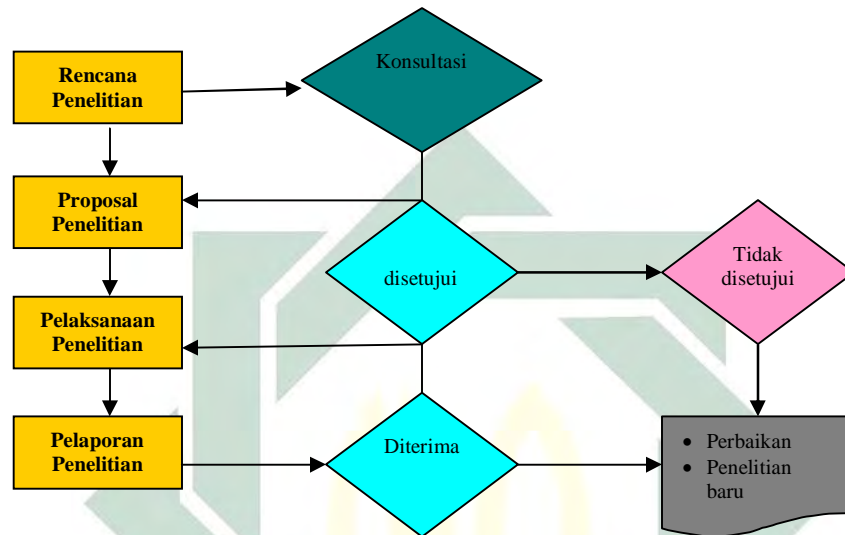 Rencana
Penelitian
Konsultasi
Proposal
Penelitian
disetujui
Tidak
disetujui
Pelaksanaan
Penelitian
Pelaporan
Penelitian
Diterima
• Perbaikan
• Penelitian
baru